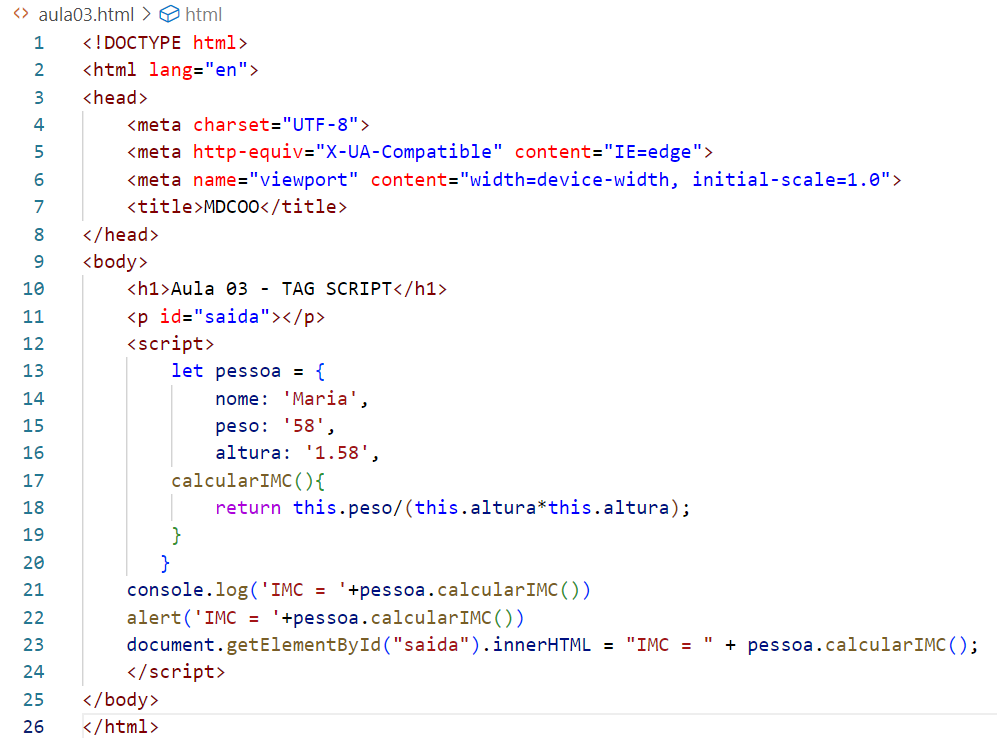 <> aula03.html > html
1 <!DOCTYPE html>
2 <html lang="en">
3 <head>
4     <meta charset="UTF-8">
5     <meta http-equiv="X-UA-Compatible" content="IE=edge">
6     <meta name="viewport" content="width=device-width, initial-scale=1.0">
7     <title>MDCOO</title>
8 </head>
9 <body>
10     <h1>Aula 03 - TAG SCRIPT</h1>
11     <p id="saida"></p>
12     <script>
13         let pessoa = {
14             nome: 'Maria',
15             peso: '58',
16             altura: '1.58',
17         calcularIMC(){
18             return this.peso/(this.altura*this.altura);
19         }
20        }
21     console.log('IMC = '+pessoa.calcularIMC())
22     alert('IMC = '+pessoa.calcularIMC())
23     document.getElementById("saida").innerHTML = "IMC = " + pessoa.calcularIMC();
24     </script>
25 </body>
26 </html>